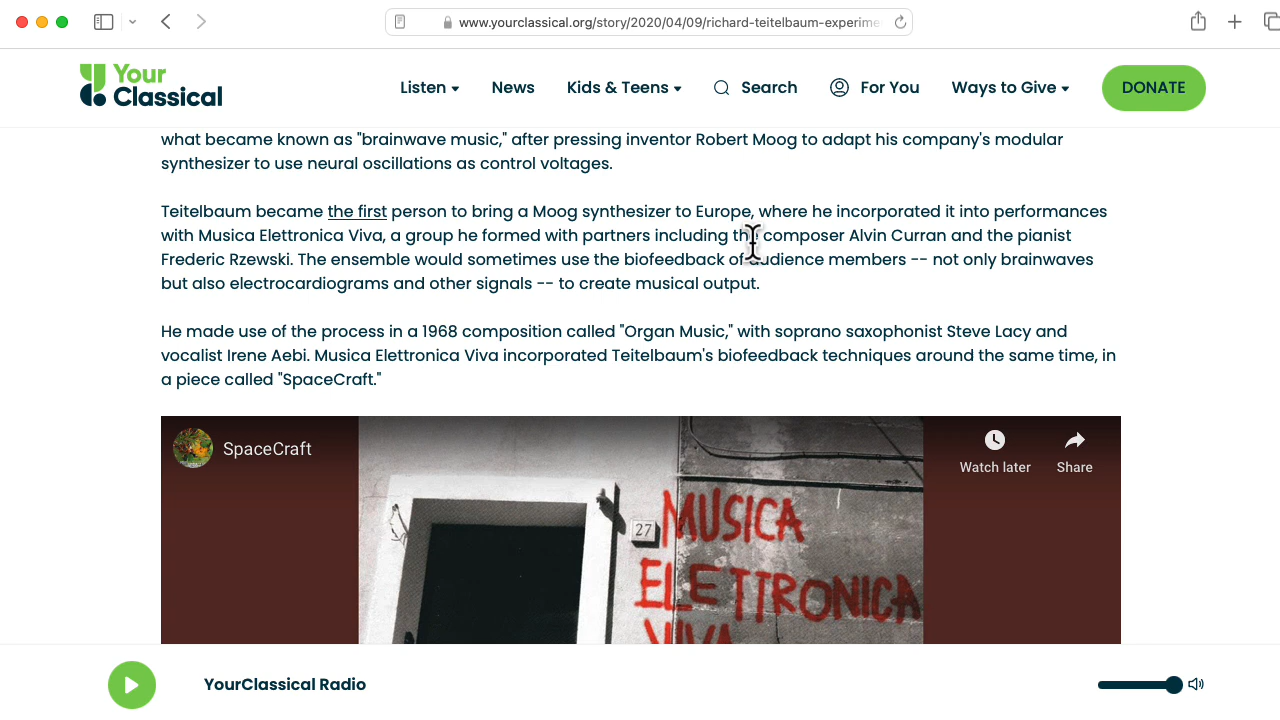 www.yourclassical.org/story/2020/04/09/richard-teitelbaum-experime
Your Classical
Listen
News
Kids & Teens
Search
For You
Ways to Give
DONATE
what became known as "brainwave music," after pressing inventor Robert Moog to adapt his company's modular
synthesizer to use neural oscillations as control voltages.
Teitelbaum became the first person to bring a Moog synthesizer to Europe, where he incorporated it into performances
with Musica Elettronica Viva, a group he formed with partners including the composer Alvin Curran and the pianist
Frederic Rzewski. The ensemble would sometimes use the biofeedback of audience members -- not only brainwaves
but also electrocardiograms and other signals -- to create musical output.
He made use of the process in a 1968 composition called "Organ Music," with soprano saxophonist Steve Lacy and
vocalist Irene Aebi. Musica Elettronica Viva incorporated Teitelbaum's biofeedback techniques around the same time, in
a piece called "SpaceCraft."
SpaceCraft
Watch later
Share
27
MUSICA
ELETTRONICA
VIVA
YourClassical Radio